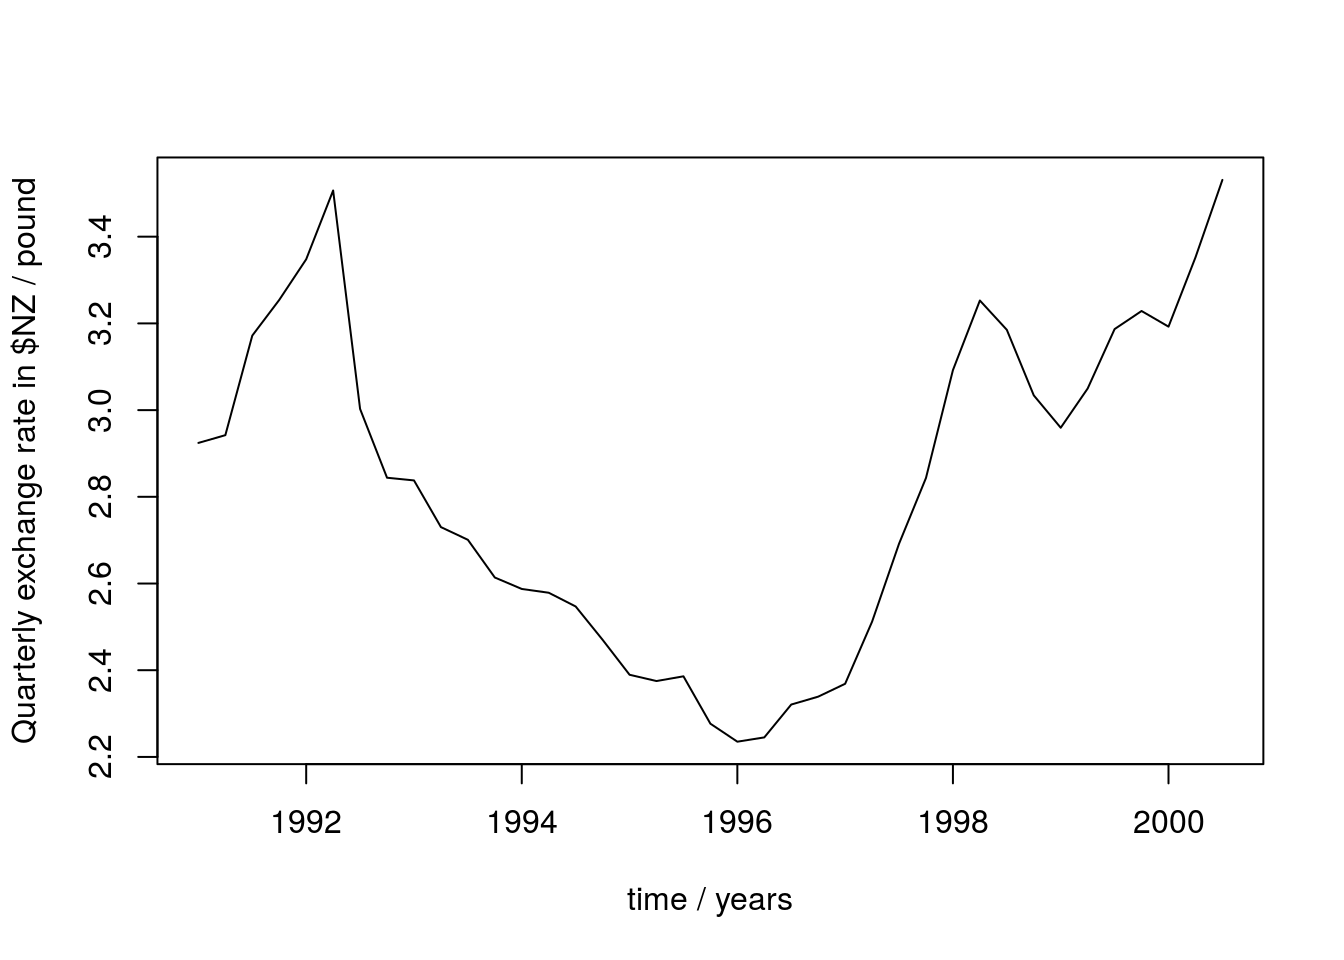 Quarterly exchange rate in $NZ / pound
3.4
3.2
3.0
2.8
2.6
2.4
2.2
1992 1994 1996 1998 2000
time / years